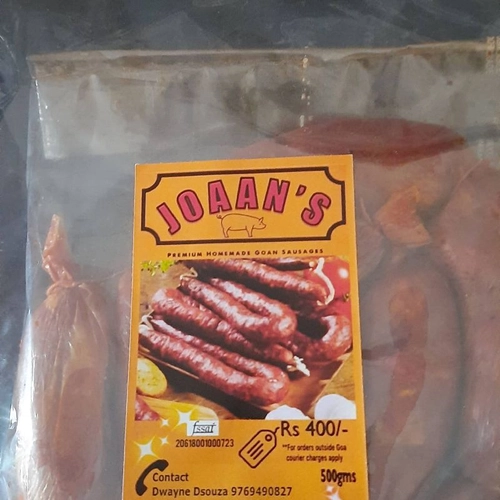 JOAAN'S
PREMIUM HOMEMADE GOAN SAUSAGES
fssai
20618001000723
Rs 400/-
**For orders outside Goa
courier charges apply
500gms
Contact
Dwayne Dsouza 9769490827